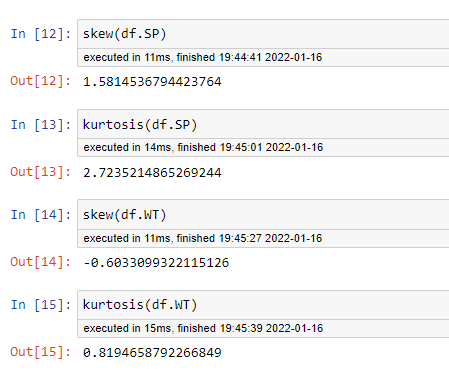 In [12]: skew(df.SP)
executed in 11ms, finished 19:44:41 2022-01-16
Out[12]: 1.5814536794423764
In [13]: kurtosis(df.SP)
executed in 14ms, finished 19:45:01 2022-01-16
Out[13]: 2.7235214865269244
In [14]: skew(df.WT)
executed in 11ms, finished 19:45:27 2022-01-16
Out[14]: -0.6033099322115126
In [15]: kurtosis(df.WT)
executed in 15ms, finished 19:45:39 2022-01-16
Out[15]: 0.8194658792266849